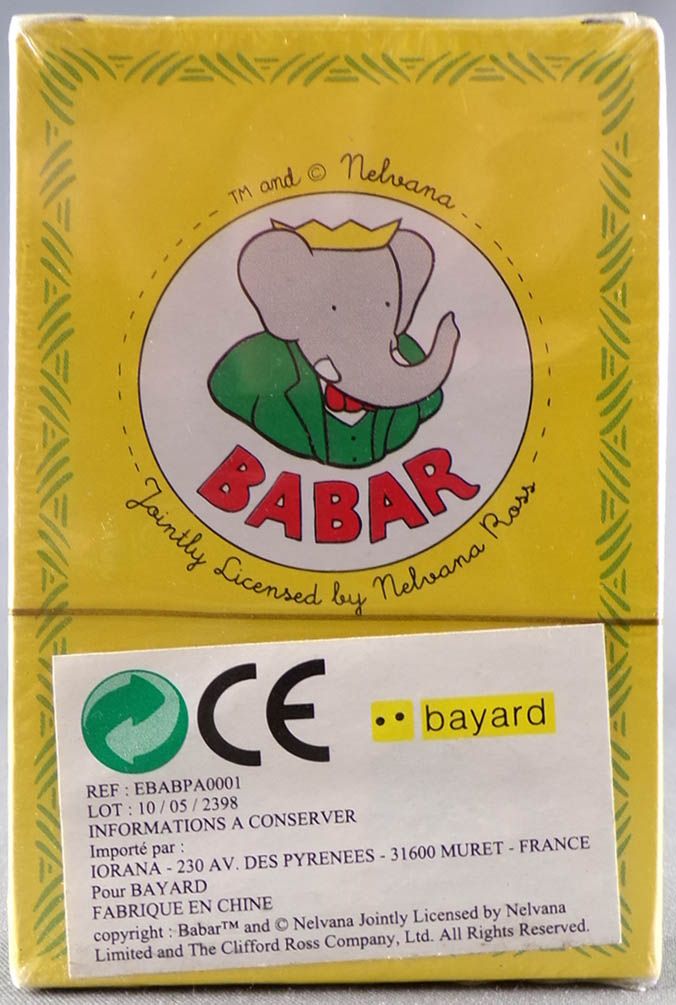 TM and © Nelvana
BABAR
Jointly Licensed by Nelvana Ross
CE
bayard
REF : EBABPA0001
LOT : 10 / 05 / 2398
INFORMATIONS A CONSERVER
Importé par :
IORANA - 230 AV. DES PYRENEES - 31600 MURET - FRANCE
Pour BAYARD
FABRIQUE EN CHINE
copyright : Babar™ and © Nelvana Jointly Licensed by Nelvana
Limited and The Clifford Ross Company, Ltd. All Rights Reserved.